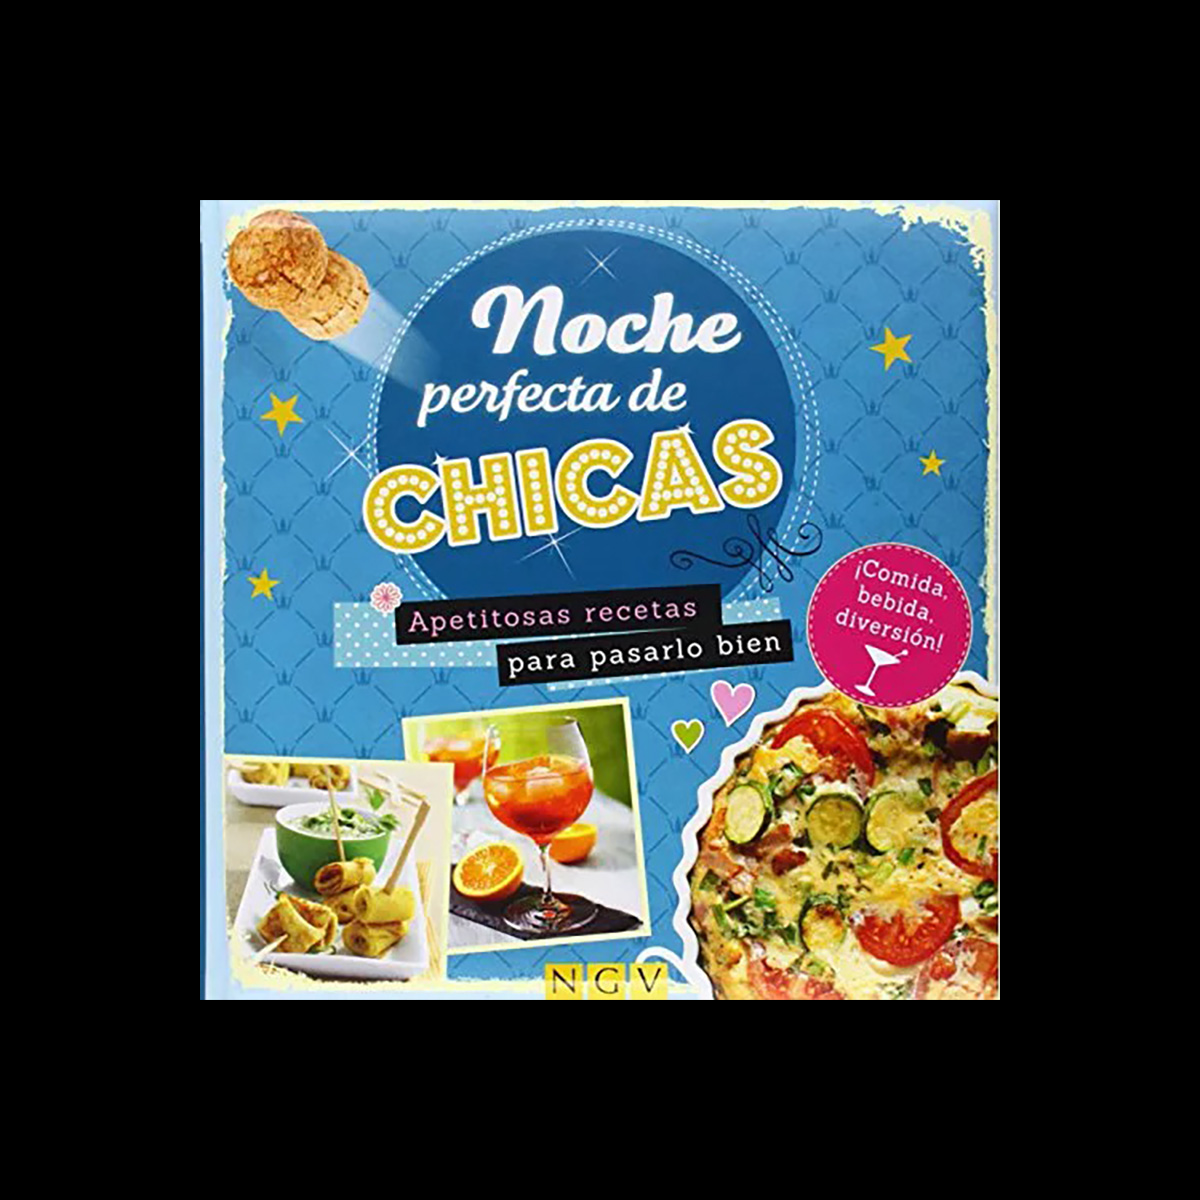 Noche
perfecta de
CHICAS
Apetitosas recetas
para pasarlo bien
¡Comida,
bebida,
diversión!
NGV